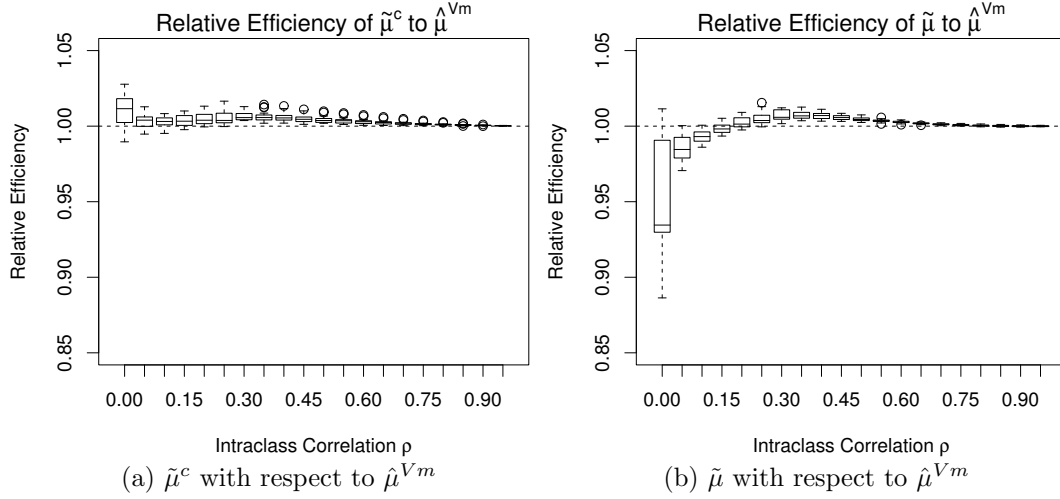 Relative Efficiency of μ̃ᶜ to μ̂ⱽᵐ
Relative Efficiency
1.05
1.00
0.95
0.90
0.85
0.00 0.15 0.30 0.45 0.60 0.75 0.90
Intraclass Correlation ρ
(a) μ̃ᶜ with respect to μ̂ⱽᵐ
Relative Efficiency of μ̃ to μ̂ⱽᵐ
Relative Efficiency
1.05
1.00
0.95
0.90
0.85
0.00 0.15 0.30 0.45 0.60 0.75 0.90
Intraclass Correlation ρ
(b) μ̃ with respect to μ̂ⱽᵐ